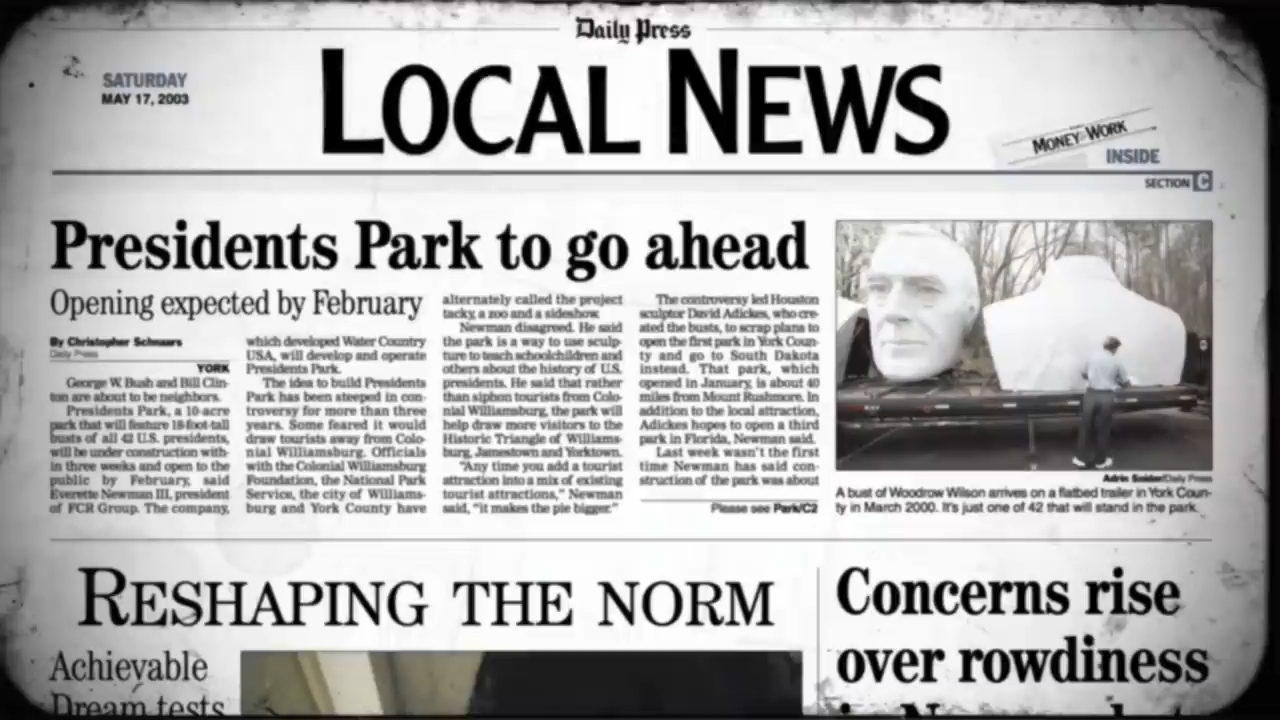 Daily Press
LOCAL NEWS
SATURDAY
MAY 17, 2003
MONEY & WORK
INSIDE
SECTION C
Presidents Park to go ahead
Opening expected by February
By Christopher Schnaars
Daily Press
YORK
George W. Bush and Bill Clin-
ton are about to be neighbors.
Presidents Park, a 10-acre
park that will feature 18-foot-tall
busts of all 42 U.S. presidents,
will be under construction with-
in three weeks and open to the
public by February, said
Everette Newman III, president
of FCR Group. The company,
which developed Water Country
USA, will develop and operate
Presidents Park.
The idea to build Presidents
Park has been steeped in con-
troversy for more than three
years. Some feared it would
draw tourists away from Colo-
nial Williamsburg. Officials
with the Colonial Williamsburg
Foundation, the National Park
Service, the city of Williams-
burg and York County have
alternately called the project
tacky, a zoo and a sideshow.
Newman disagreed. He said
the park is a way to use sculp-
ture to teach schoolchildren and
others about the history of U.S.
presidents. He said that rather
than siphon tourists from Colo-
nial Williamsburg, the park will
help draw more visitors to the
Historic Triangle of Williams-
burg, Jamestown and Yorktown.
"Any time you add a tourist
attraction into a mix of existing
tourist attractions," Newman
said, "it makes the pie bigger."
The controversy led Houston
sculptor David Adickes, who cre-
ated the busts, to scrap plans to
open the first park in York Coun-
ty and go to South Dakota
instead. That park, which
opened in January, is about 40
miles from Mount Rushmore. In
addition to the local attraction,
Adickes hopes to open a third
park in Florida, Newman said.
Last week wasn't the first
time Newman has said con-
struction of the park was about
Please see Park/C2
Adrin Snider/Daily Press
A bust of Woodrow Wilson arrives on a flatbed trailer in York Coun-
ty in March 2000. It's just one of 42 that will stand in the park.
RESHAPING THE NORM
Achievable
Dream tests
Concerns rise
over rowdiness
in